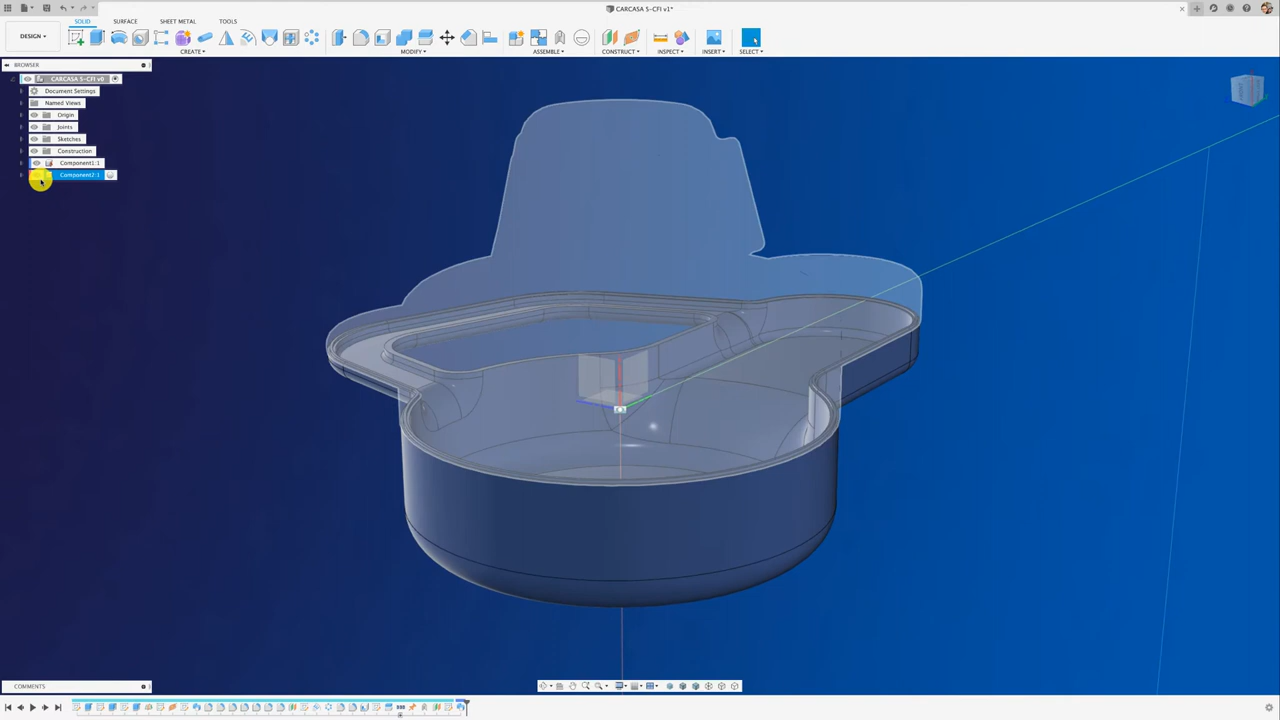 CARCASA S-CFI v1*
SOLID SURFACE SHEET METAL TOOLS
DESIGN
CREATE MODIFY ASSEMBLE CONSTRUCT INSPECT INSERT SELECT
BROWSER
CARCASA S-CFI v0
Document Settings
Named Views
Origin
Joints
Sketches
Construction
Component1:1
Component2:1
COMMENTS